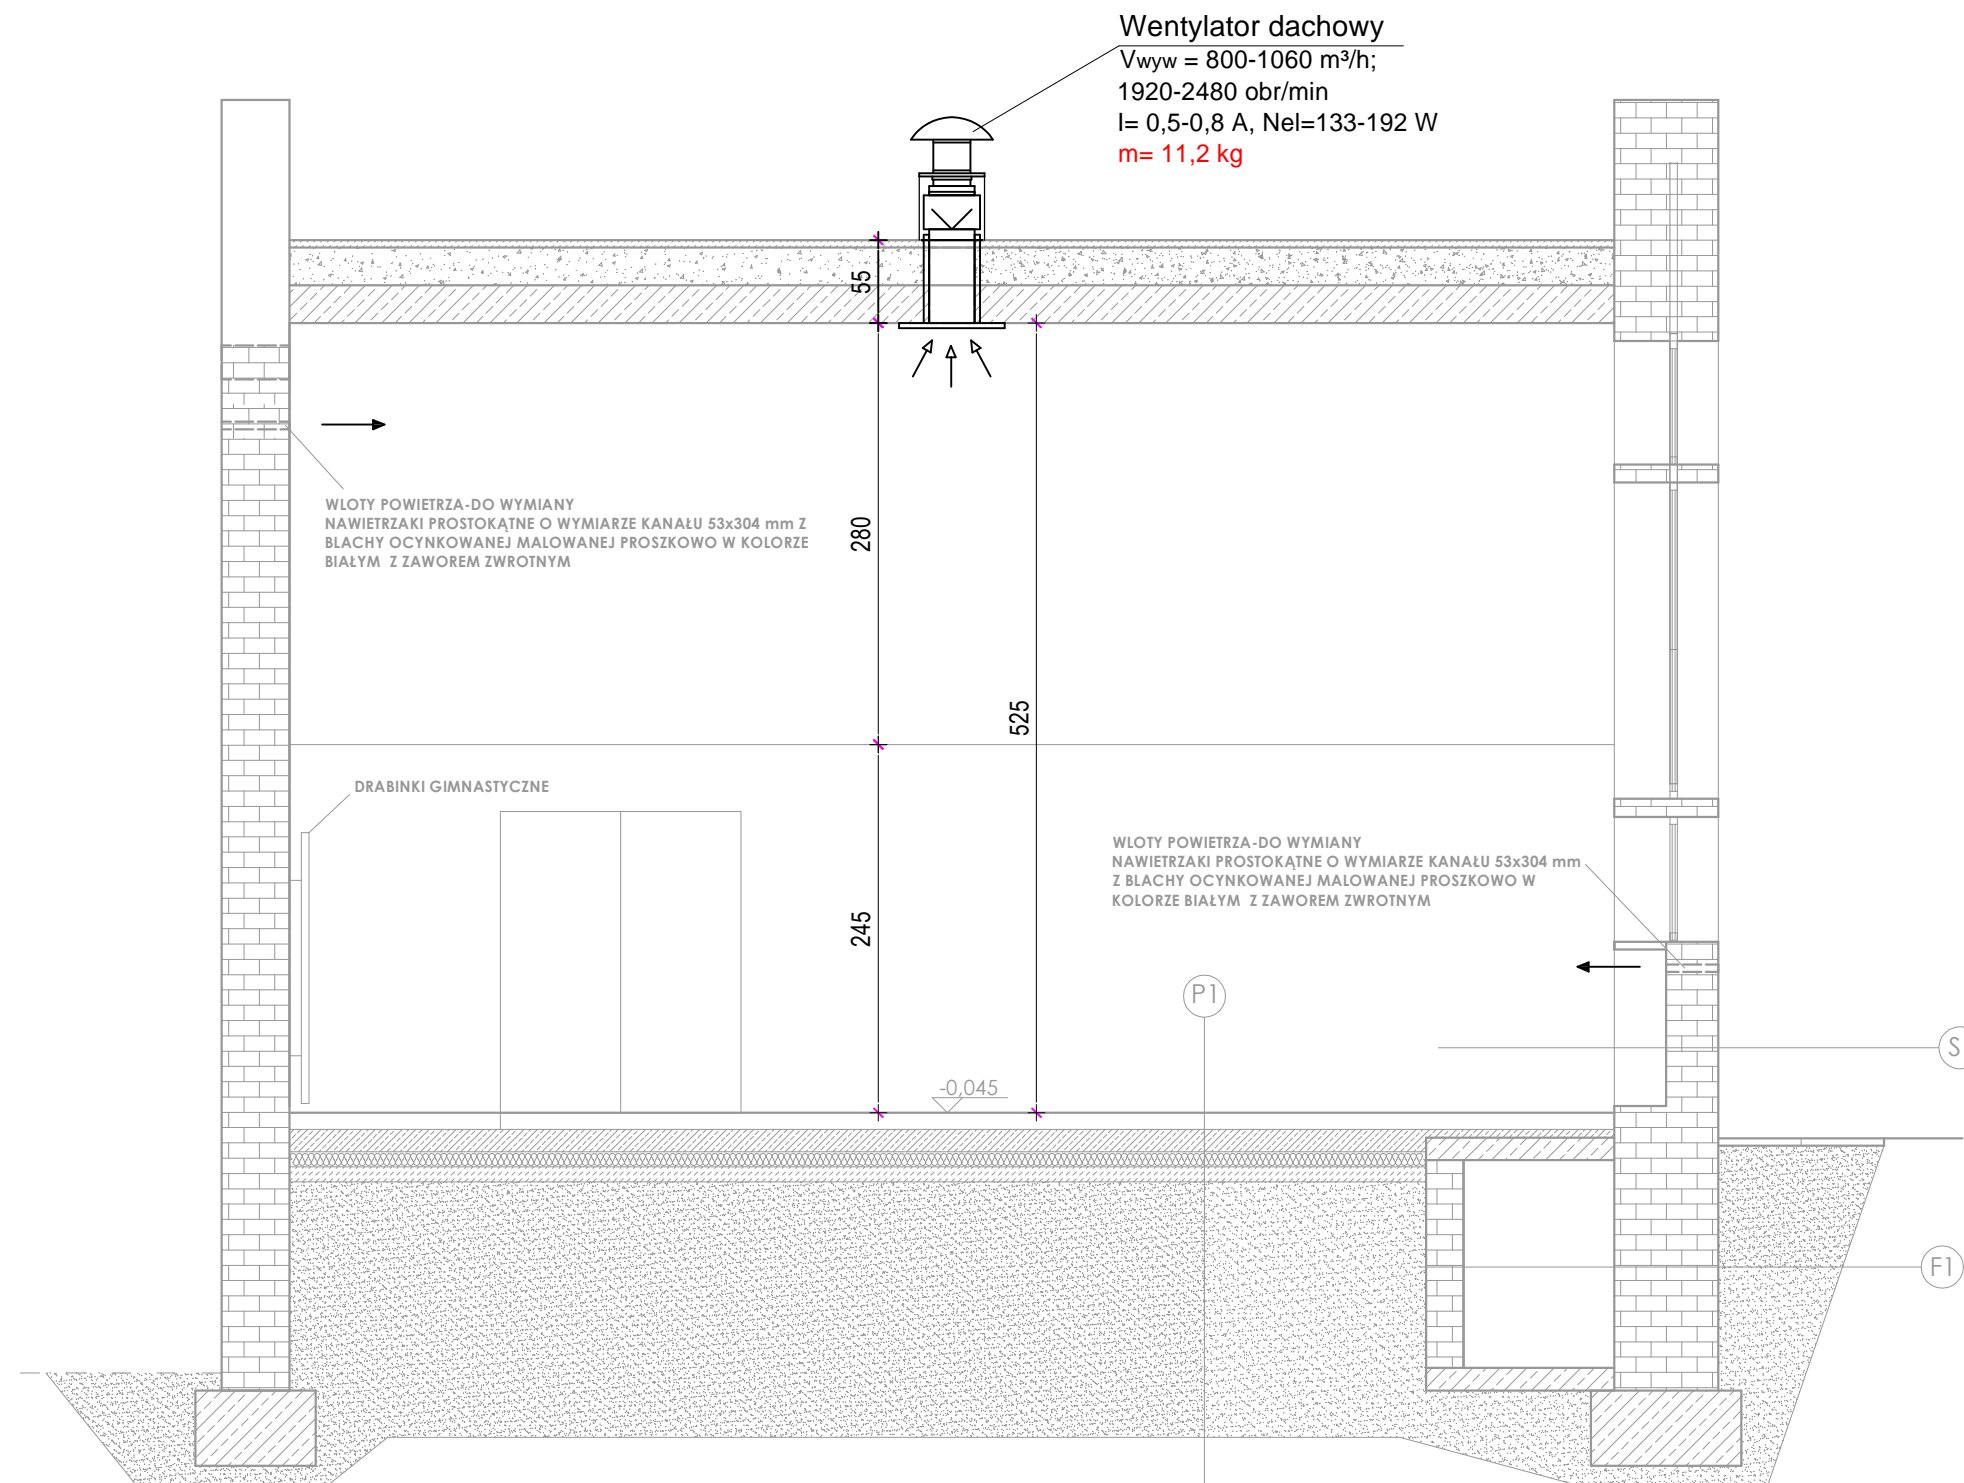 Wentylator dachowy
Vwyw = 800-1060 m³/h;
1920-2480 obr/min
I= 0,5-0,8 A, Nel=133-192 W
m= 11,2 kg
55
WLOTY POWIETRZA-DO WYMIANY
NAWIETRZAKI PROSTOKĄTNE O WYMIARZE KANAŁU 53x304 mm Z
BLACHY OCYNKOWANEJ MALOWANEJ PROSZKOWO W KOLORZE
BIAŁYM Z ZAWOREM ZWROTNYM
280
525
DRABINKI GIMNASTYCZNE
WLOTY POWIETRZA-DO WYMIANY
NAWIETRZAKI PROSTOKĄTNE O WYMIARZE KANAŁU 53x304 mm
Z BLACHY OCYNKOWANEJ MALOWANEJ PROSZKOWO W
KOLORZE BIAŁYM Z ZAWOREM ZWROTNYM
245
P1
S
-0,045
F1